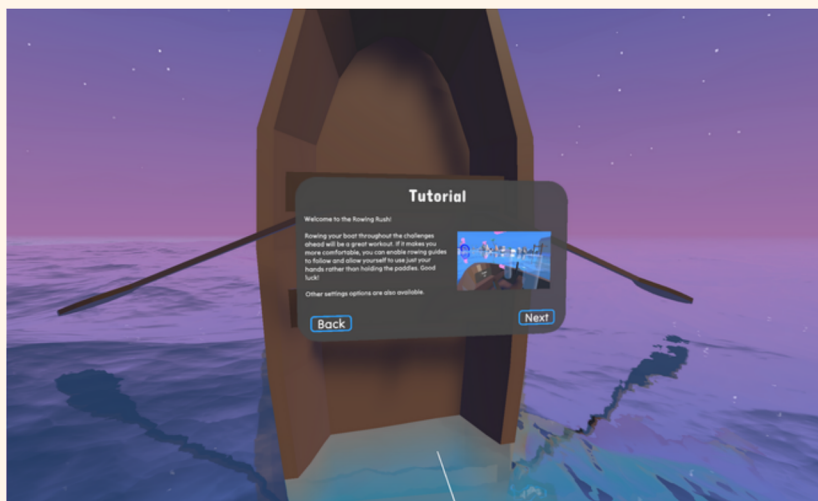 Tutorial
Welcome to the Rowing Rush!
Rowing your boat throughout the challenges
ahead will be a great workout. If it makes you
more comfortable, you can enable rowing guides
to follow and allow yourself to use just your
hands rather than holding the paddles. Good
luck!
Other settings options are also available.
Back
Next